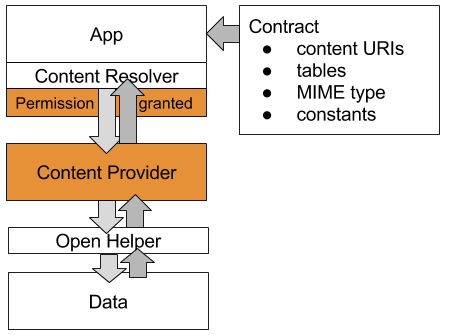 App
Content Resolver
Permission granted
Content Provider
Open Helper
Data
Contract
● content URIs
● tables
● MIME type
● constants